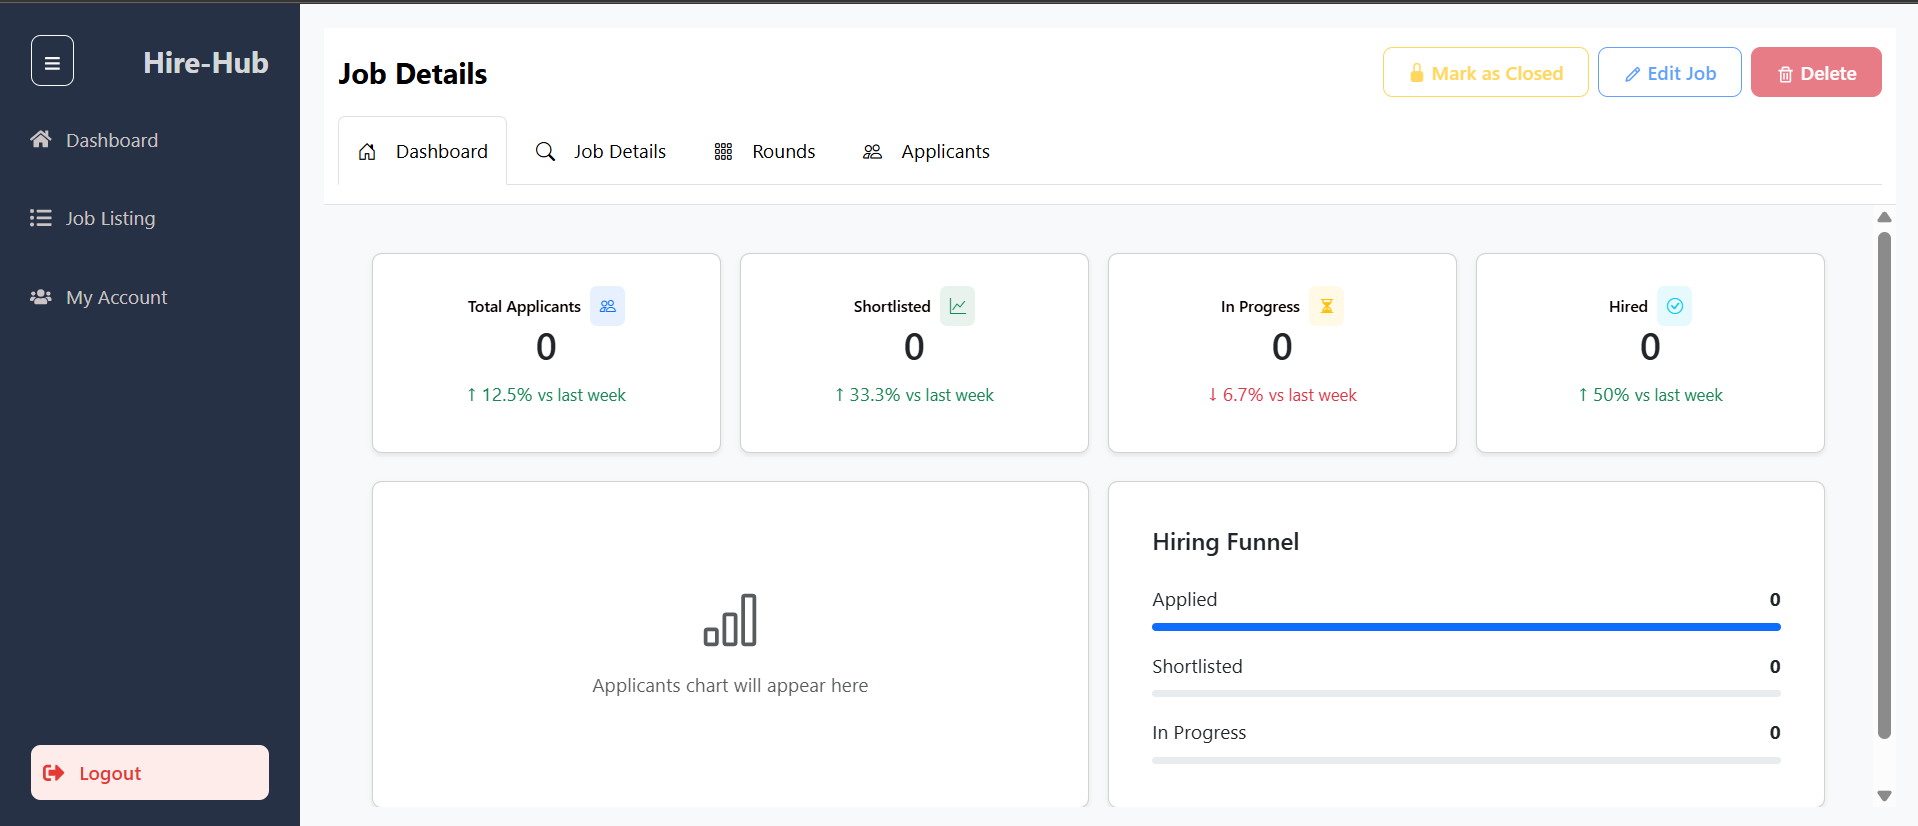 Hire-Hub
Dashboard
Job Listing
My Account
Logout
Job Details
Mark as Closed
Edit Job
Delete
Dashboard
Job Details
Rounds
Applicants
Total Applicants
0
↑ 12.5% vs last week
Shortlisted
0
↑ 33.3% vs last week
In Progress
0
↓ 6.7% vs last week
Hired
0
↑ 50% vs last week
Applicants chart will appear here
Hiring Funnel
Applied 0
Shortlisted 0
In Progress 0